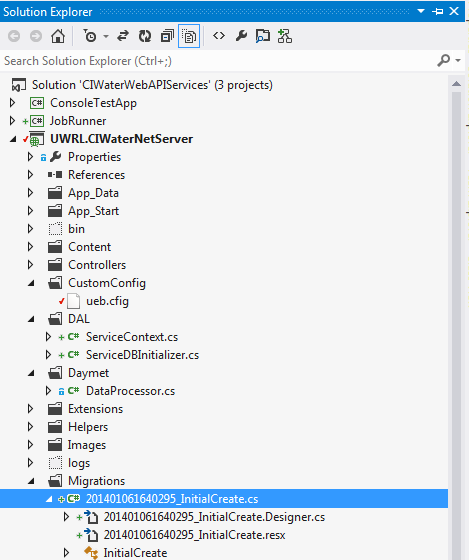 Solution Explorer
Search Solution Explorer (Ctrl+;)
Solution 'CIWaterWebAPIServices' (3 projects)
C# ConsoleTestApp
C# JobRunner
UWRL.CIWaterNetServer
Properties
References
App_Data
App_Start
bin
Content
Controllers
CustomConfig
ueb.cfig
DAL
C# ServiceContext.cs
C# ServiceDBInitializer.cs
Daymet
C# DataProcessor.cs
Extensions
Helpers
Images
logs
Migrations
C# 201401061640295_InitialCreate.cs
201401061640295_InitialCreate.Designer.cs
201401061640295_InitialCreate.resx
InitialCreate